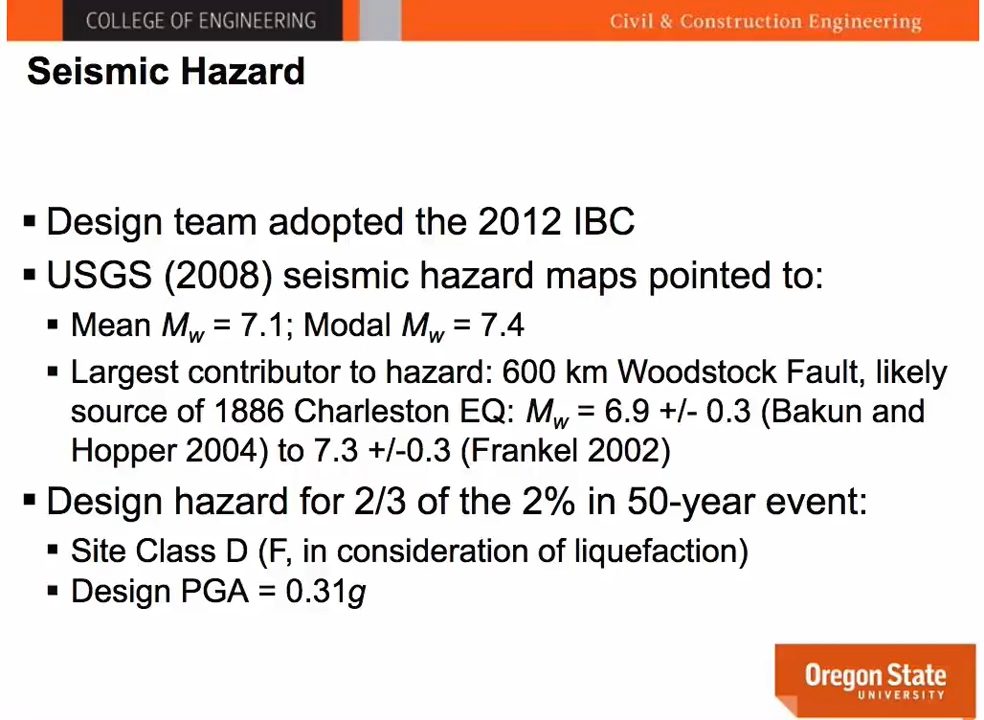 COLLEGE OF ENGINEERING
Civil & Construction Engineering
Seismic Hazard
▪ Design team adopted the 2012 IBC
▪ USGS (2008) seismic hazard maps pointed to:
▪ Mean Mw = 7.1; Modal Mw = 7.4
▪ Largest contributor to hazard: 600 km Woodstock Fault, likely
source of 1886 Charleston EQ: Mw = 6.9 +/- 0.3 (Bakun and
Hopper 2004) to 7.3 +/-0.3 (Frankel 2002)
▪ Design hazard for 2/3 of the 2% in 50-year event:
▪ Site Class D (F, in consideration of liquefaction)
▪ Design PGA = 0.31g
Oregon State
UNIVERSITY